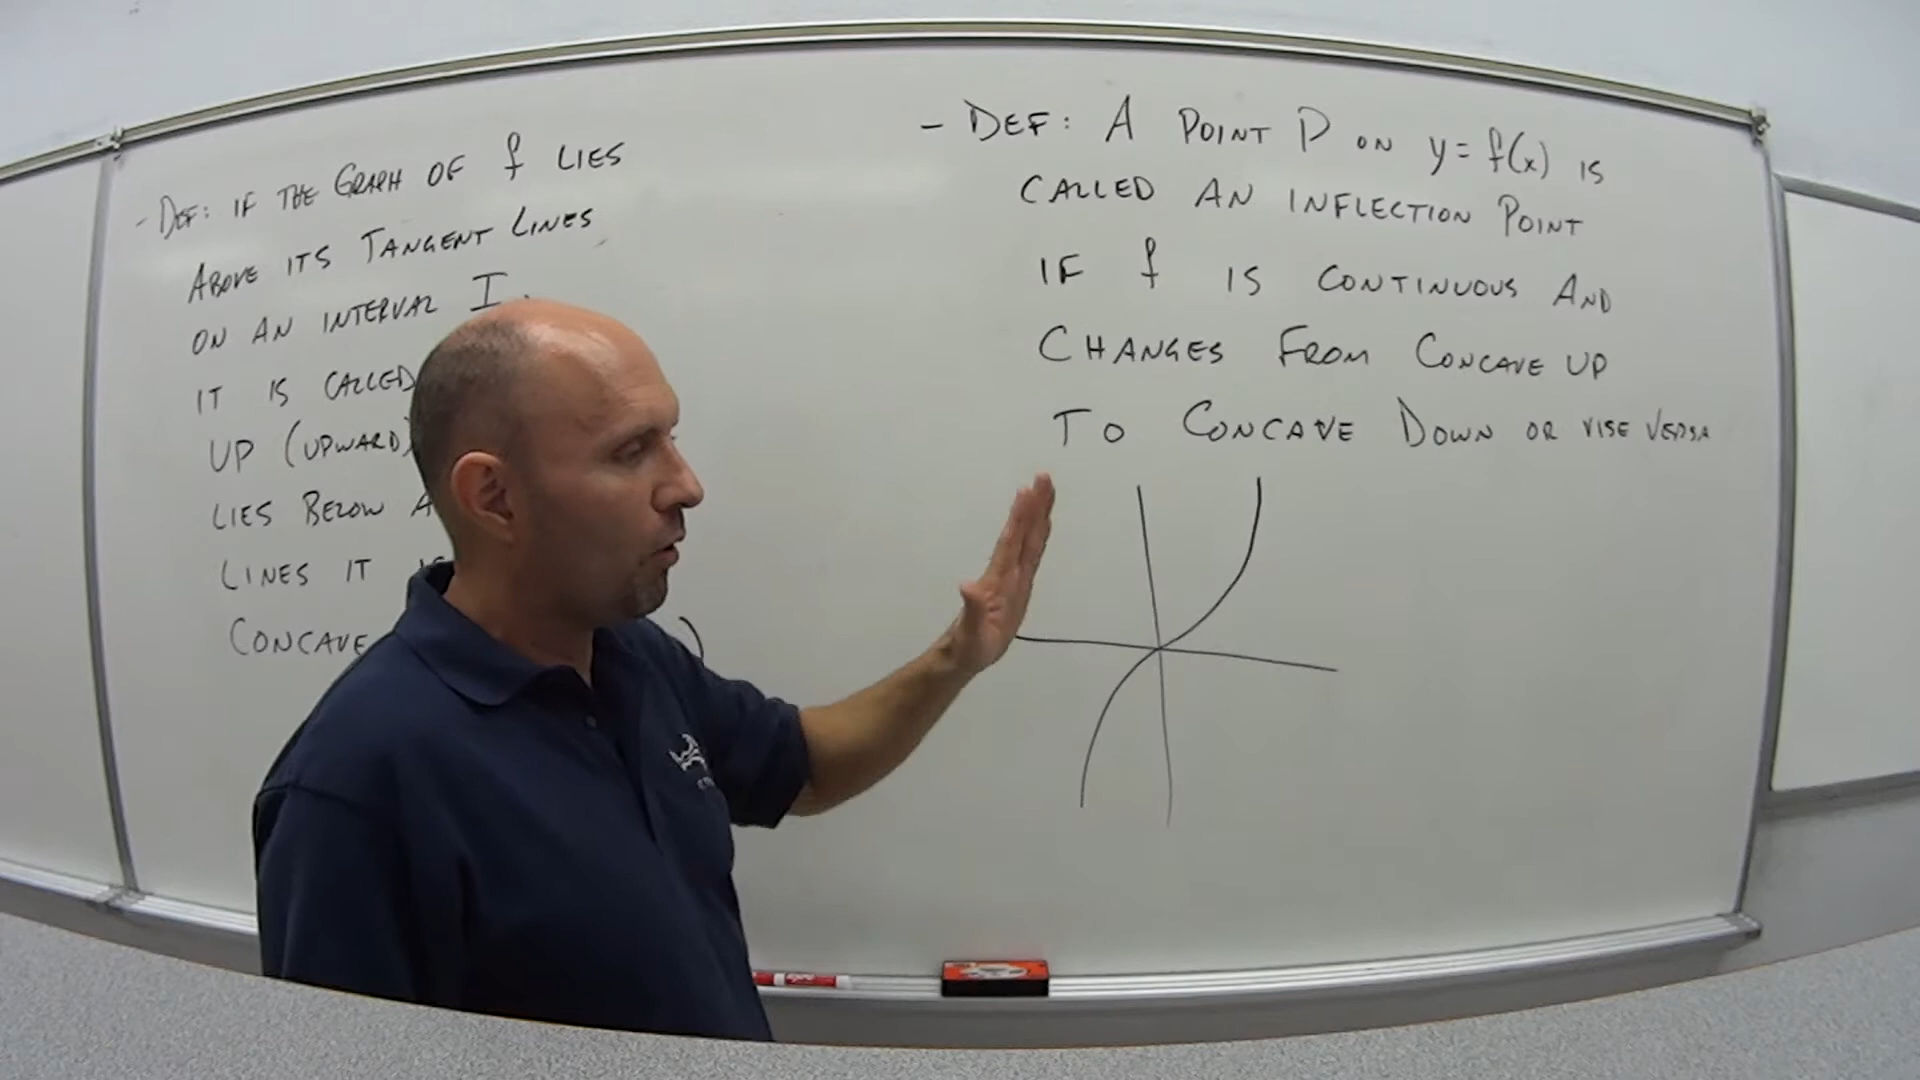 - DEF: IF THE GRAPH OF f LIES
ABOVE ITS TANGENT LINES
ON AN INTERVAL I
IT IS CALLED
UP (UPWARD)
LIES BELOW
LINES IT
CONCAVE )
- DEF: A POINT P ON y = f(x) IS
CALLED AN INFLECTION POINT
IF f IS CONTINUOUS AND
CHANGES FROM CONCAVE UP
TO CONCAVE DOWN OR VISE VERSA